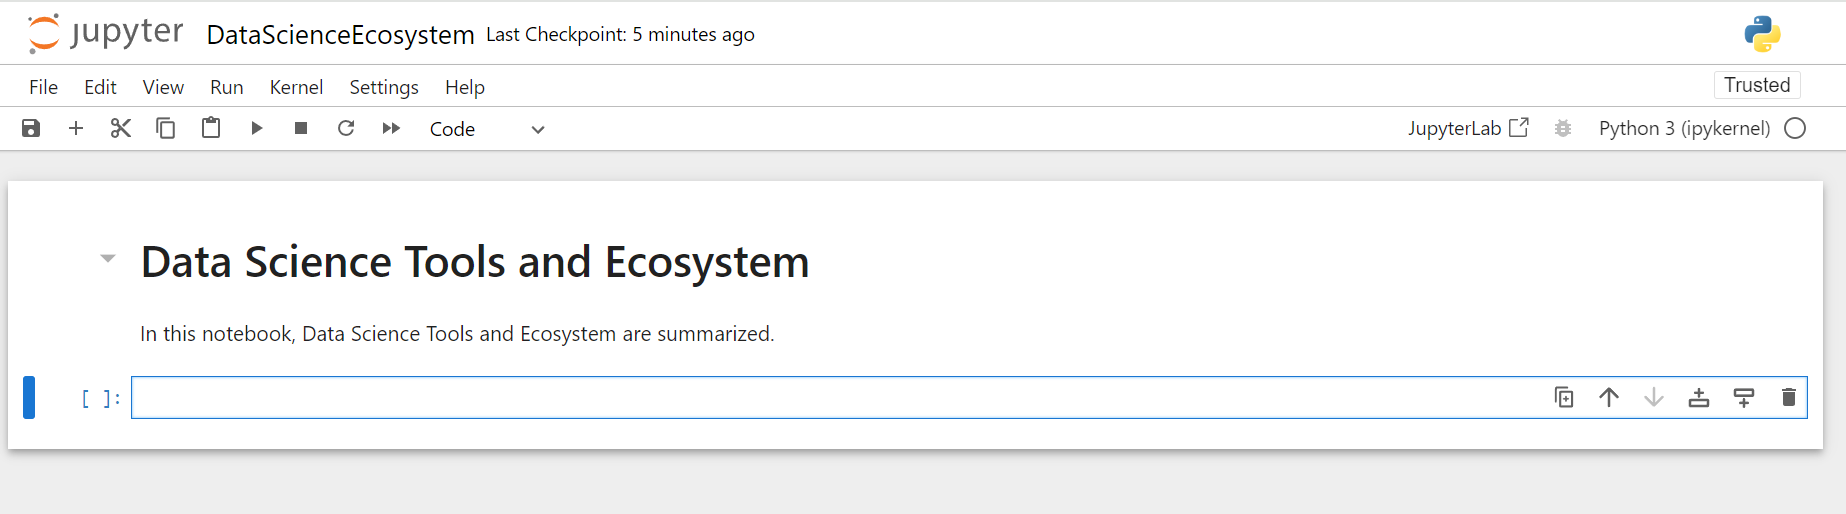 jupyter DataScienceEcosystem Last Checkpoint: 5 minutes ago
File Edit View Run Kernel Settings Help Trusted
Code JupyterLab Python 3 (ipykernel)
Data Science Tools and Ecosystem
In this notebook, Data Science Tools and Ecosystem are summarized.
[ ]: